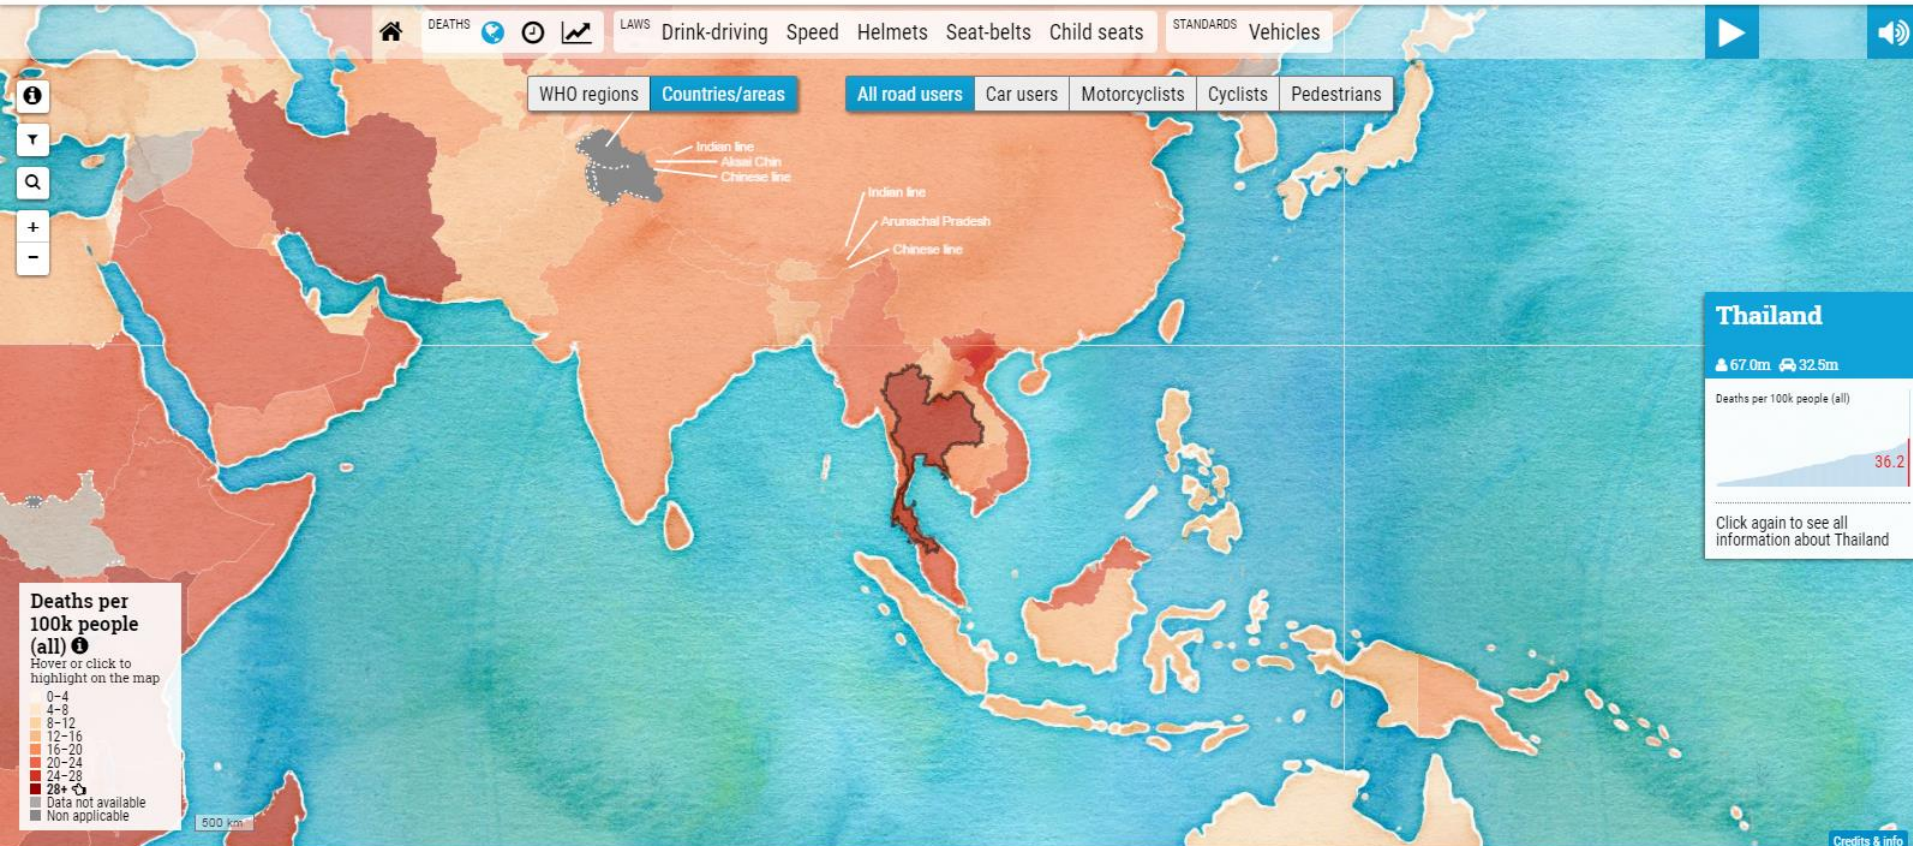 DEATHS
LAWS Drink-driving Speed Helmets Seat-belts Child seats
STANDARDS Vehicles
WHO regions Countries/areas
All road users Car users Motorcyclists Cyclists Pedestrians
Indian line
Aksai Chin
Chinese line
Indian line
Arunachal Pradesh
Chinese line
+
−
Thailand
67.0m 32.5m
Deaths per 100k people (all)
36.2
Click again to see all
information about Thailand
Deaths per
100k people
(all)
Hover or click to
highlight on the map
0–4
4–8
8–12
12–16
16–20
20–24
24–28
28+
Data not available
Non applicable
500 km
Credits & info